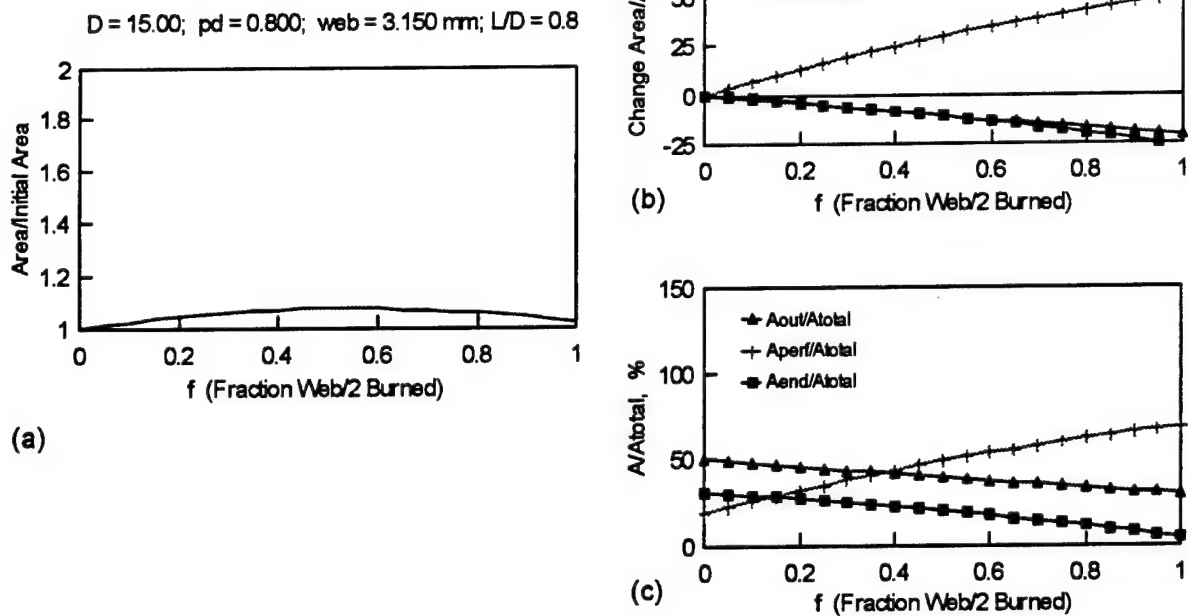 D = 15.00; pd = 0.800; web = 3.150 mm; L/D = 0.8
2
1.8
1.6
1.4
1.2
1
Area/Initial Area
0 0.2 0.4 0.6 0.8 1
f (Fraction Web/2 Burned)
(a)
25
0
-25
Change Area/
0 0.2 0.4 0.6 0.8 1
f (Fraction Web/2 Burned)
(b)
150
100
50
0
A/Atotal, %
Aout/Atotal
Aperf/Atotal
Aend/Atotal
0 0.2 0.4 0.6 0.8 1
f (Fraction Web/2 Burned)
(c)